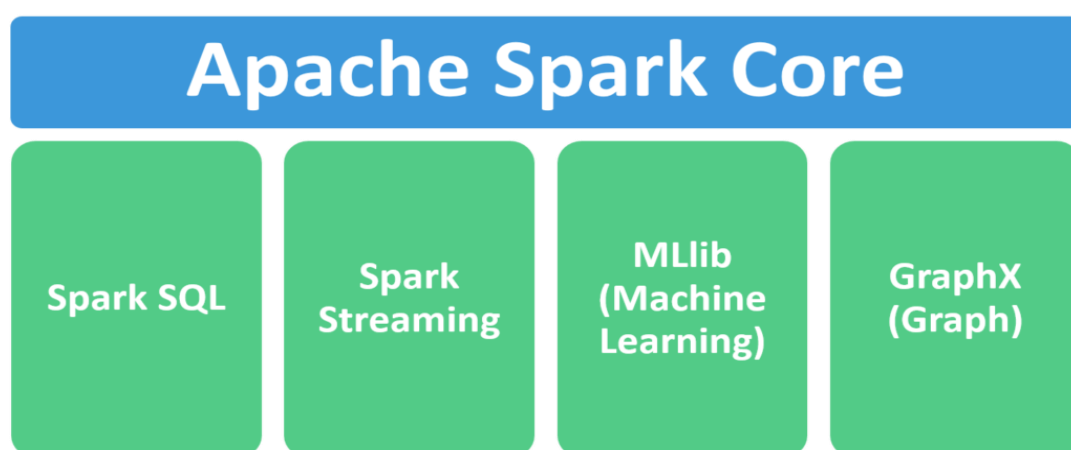 Apache Spark Core
Spark SQL
Spark
Streaming
MLlib
(Machine
Learning)
GraphX
(Graph)